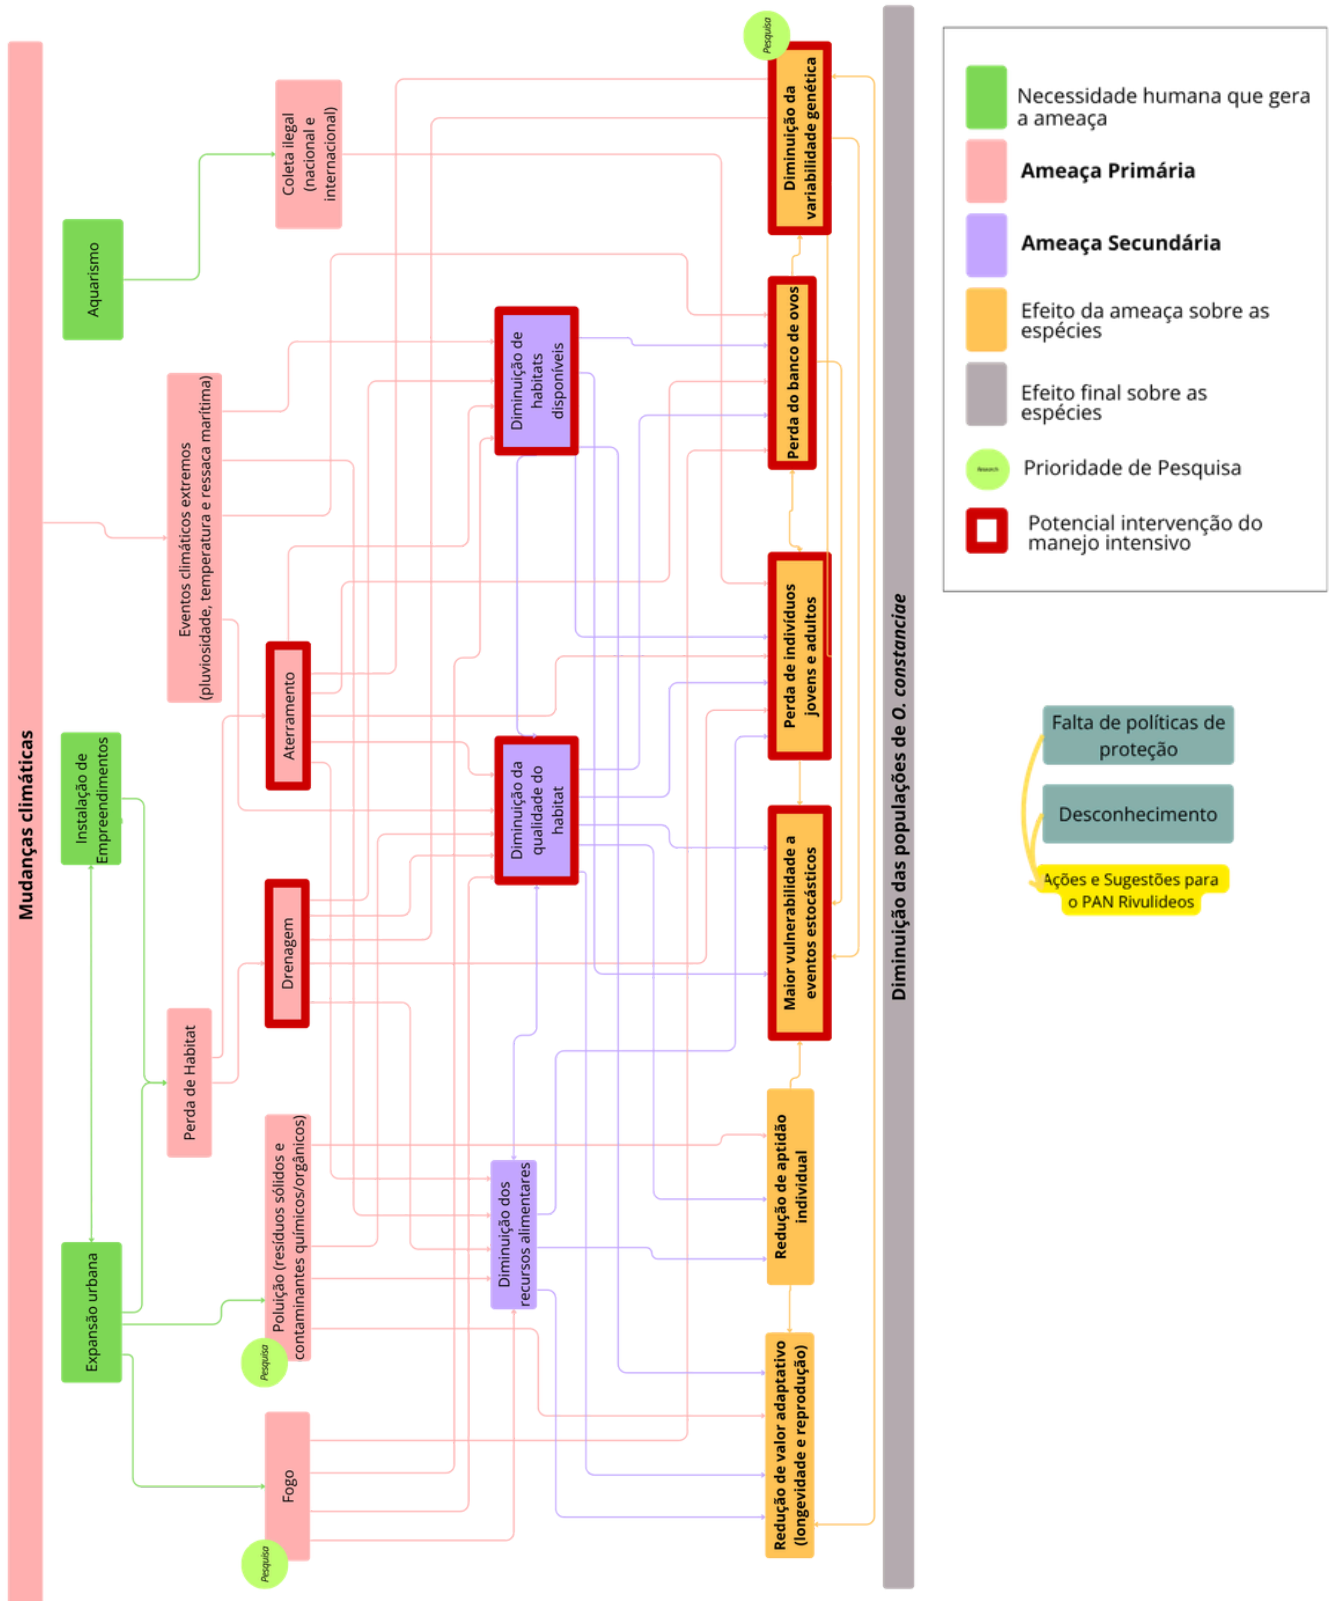 Mudanças climáticas
Expansão urbana
Instalação de
Empreendimentos
Aquarismo
Perda de Habitat
Eventos climáticos extremos
(pluviosidade, temperatura e ressaca marítima)
Pesquisa
Fogo
Pesquisa
Poluição (resíduos sólidos e
contaminantes químicos/orgânicos)
Drenagem
Aterramento
Coleta ilegal
(nacional e
internacional)
Diminuição dos
recursos alimentares
Diminuição da
qualidade do
habitat
Diminuição de
habitats
disponíveis
Redução de valor adaptativo
(longevidade e reprodução)
Redução de aptidão
individual
Maior vulnerabilidade a
eventos estocásticos
Perda de indivíduos
jovens e adultos
Perda do banco de ovos
Diminuição da
variabilidade genética
Pesquisa
Diminuição das populações de O. constanciae
Necessidade humana que gera
a ameaça
Ameaça Primária
Ameaça Secundária
Efeito da ameaça sobre as
espécies
Efeito final sobre as
espécies
Research
Prioridade de Pesquisa
Potencial intervenção do
manejo intensivo
Falta de políticas de
proteção
Desconhecimento
Ações e Sugestões para
o PAN Rivulideos